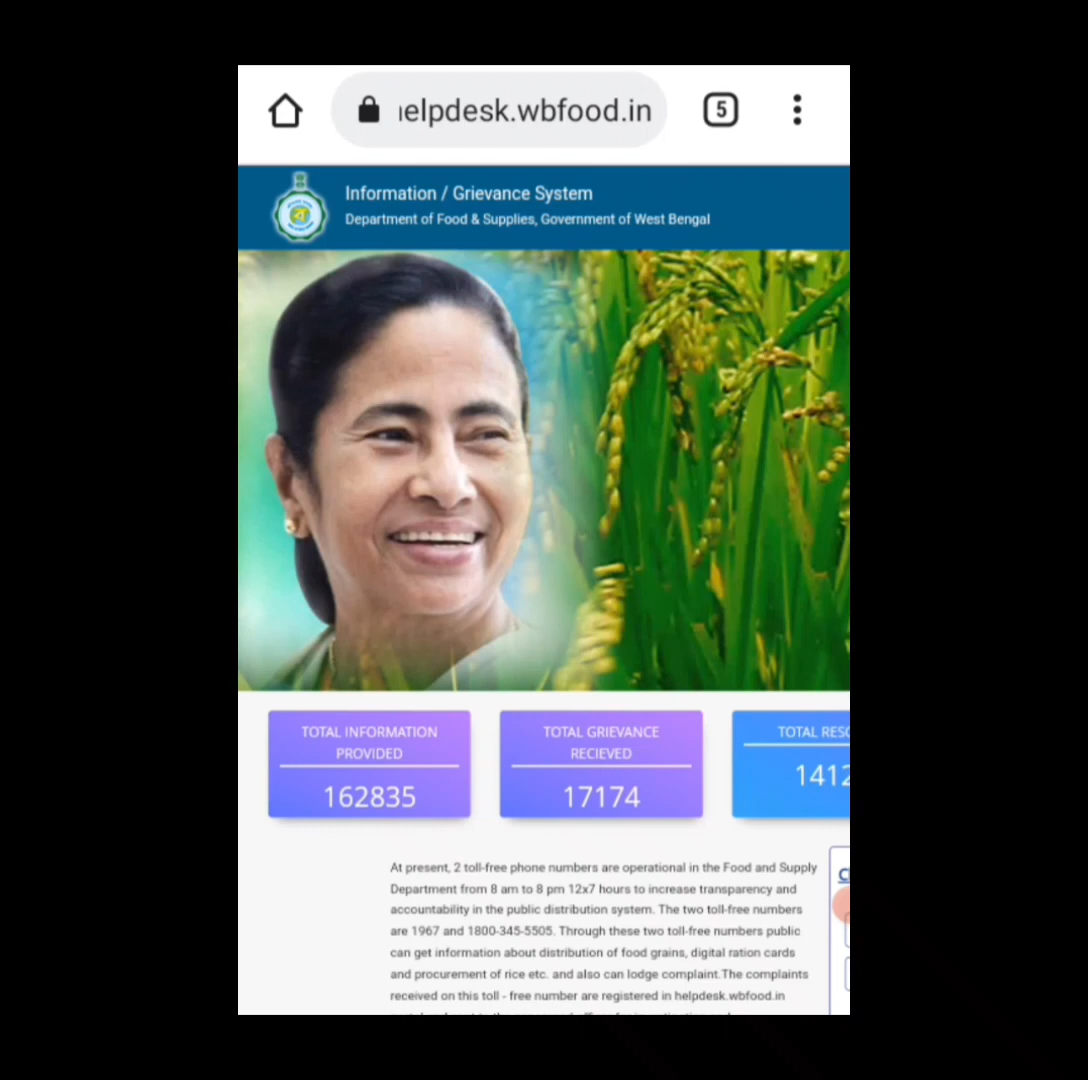 elpdesk.wbfood.in
5
Information / Grievance System
Department of Food & Supplies, Government of West Bengal
TOTAL INFORMATION
PROVIDED
162835
TOTAL GRIEVANCE
RECIEVED
17174
TOTAL RESO
1412
At present, 2 toll-free phone numbers are operational in the Food and Supply
Department from 8 am to 8 pm 12x7 hours to increase transparency and
accountability in the public distribution system. The two toll-free numbers
are 1967 and 1800-345-5505. Through these two toll-free numbers public
can get information about distribution of food grains, digital ration cards
and procurement of rice etc. and also can lodge complaint.The complaints
received on this toll - free number are registered in helpdesk.wbfood.in